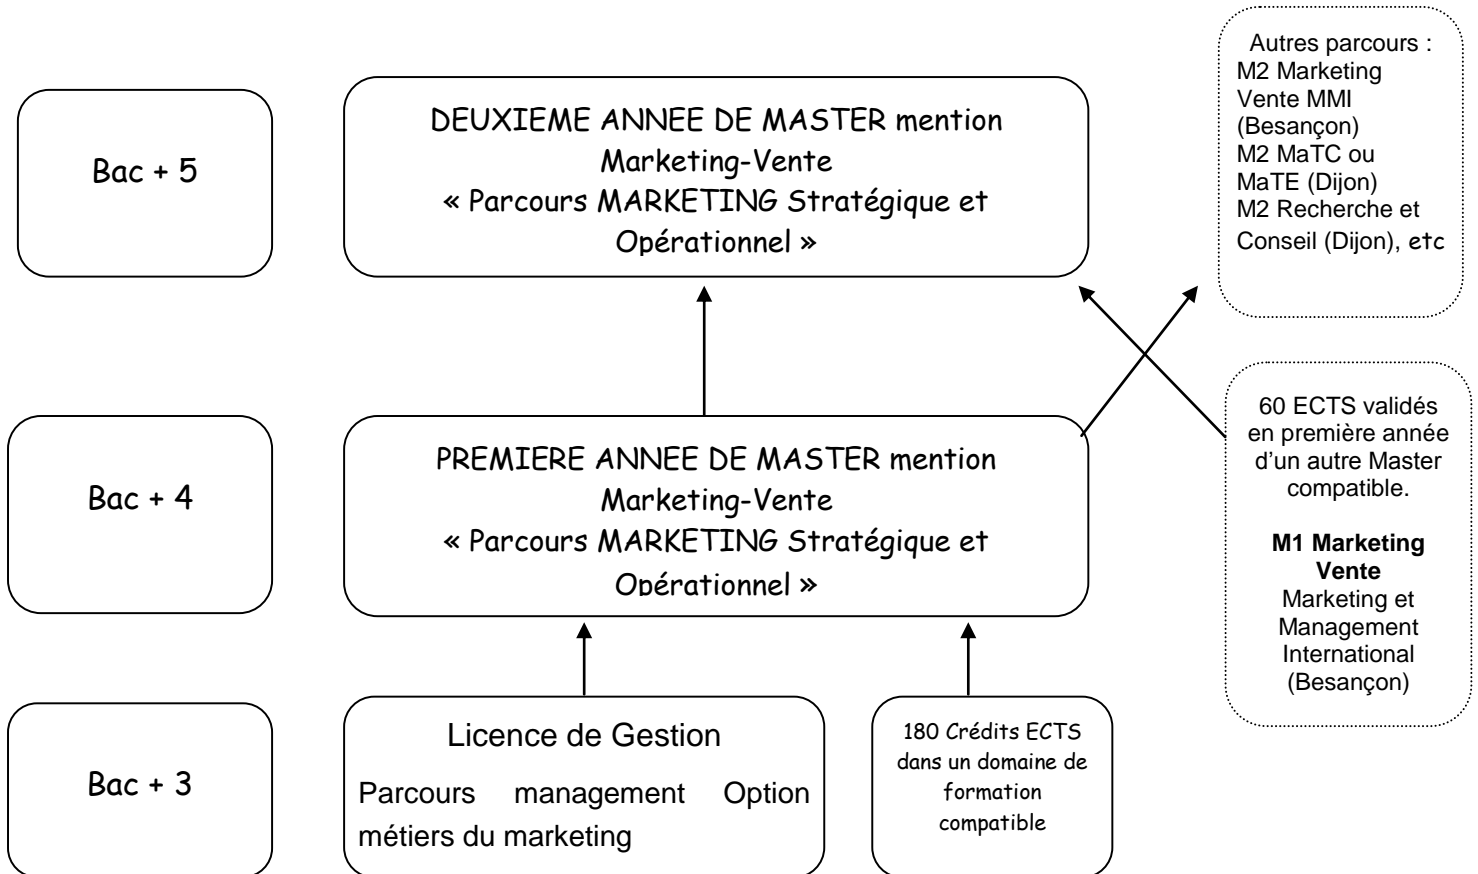 Autres parcours :
M2 Marketing
Vente MMI
(Besançon)
M2 MaTC ou
MaTE (Dijon)
M2 Recherche et
Conseil (Dijon), etc
Bac + 5
DEUXIEME ANNEE DE MASTER mention
Marketing-Vente
« Parcours MARKETING Stratégique et
Opérationnel »
Bac + 4
PREMIERE ANNEE DE MASTER mention
Marketing-Vente
« Parcours MARKETING Stratégique et
Opérationnel »
60 ECTS validés
en première année
d'un autre Master
compatible.
M1 Marketing
Vente
Marketing et
Management
International
(Besançon)
Bac + 3
Licence de Gestion
Parcours management Option
métiers du marketing
180 Crédits ECTS
dans un domaine de
formation
compatible